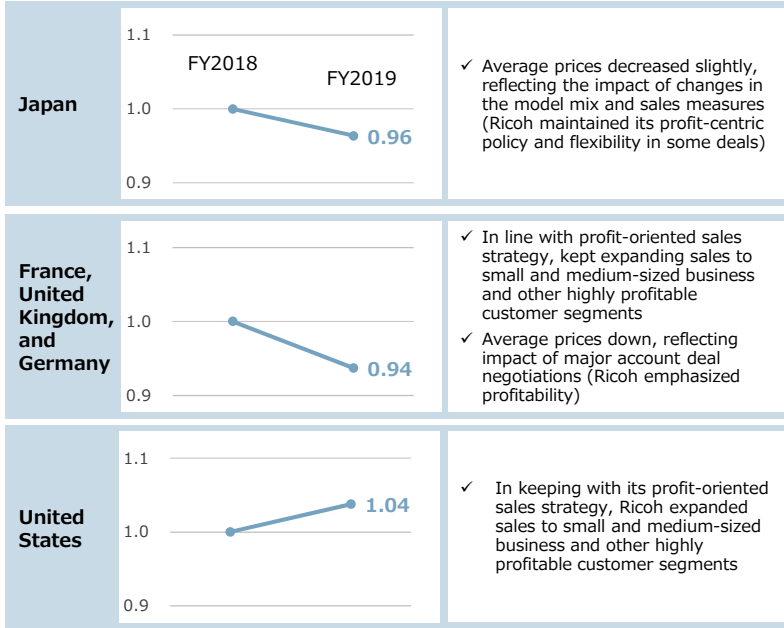 Japan
1.1
1.0
0.9
FY2018
FY2019
0.96
✓ Average prices decreased slightly,
reflecting the impact of changes in
the model mix and sales measures
(Ricoh maintained its profit-centric
policy and flexibility in some deals)
France,
United
Kingdom,
and
Germany
1.1
1.0
0.9
0.94
✓ In line with profit-oriented sales
strategy, kept expanding sales to
small and medium-sized business
and other highly profitable
customer segments
✓ Average prices down, reflecting
impact of major account deal
negotiations (Ricoh emphasized
profitability)
United
States
1.1
1.0
0.9
1.04
✓ In keeping with its profit-oriented
sales strategy, Ricoh expanded
sales to small and medium-sized
business and other highly
profitable customer segments